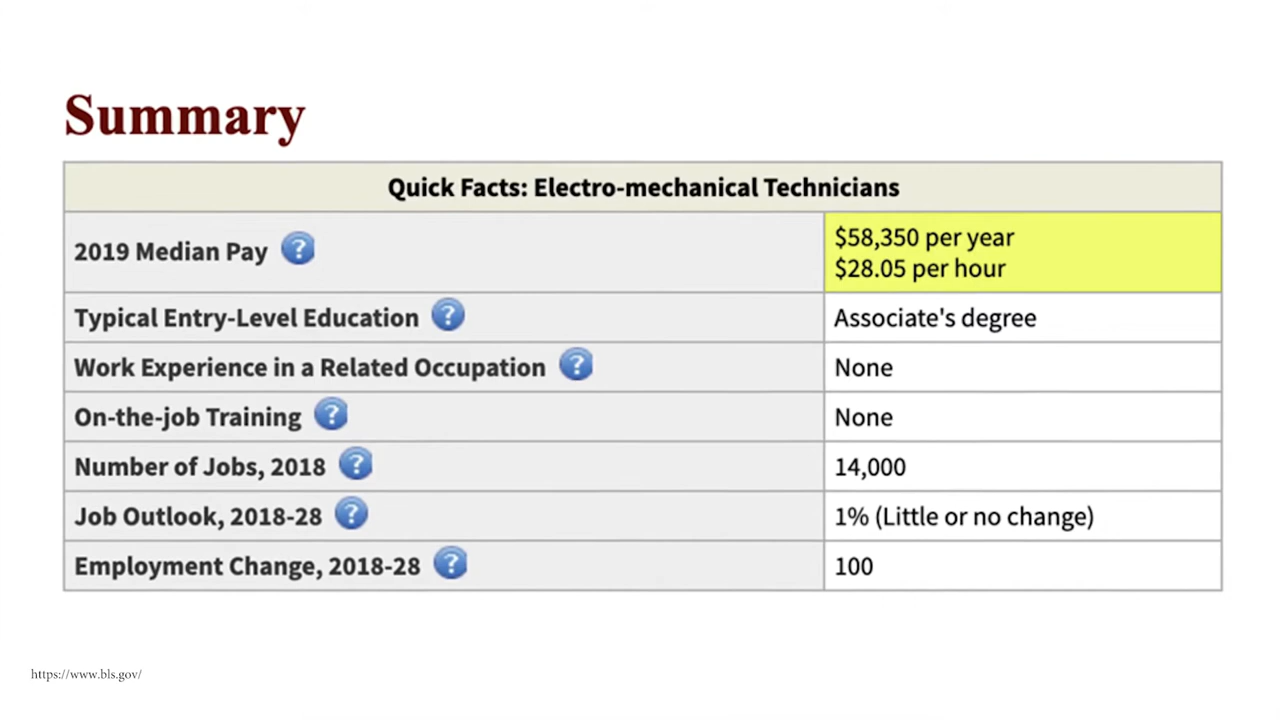 Summary
Quick Facts: Electro-mechanical Technicians
2019 Median Pay ?
$58,350 per year
$28.05 per hour
Typical Entry-Level Education ?
Associate's degree
Work Experience in a Related Occupation ?
None
On-the-job Training ?
None
Number of Jobs, 2018 ?
14,000
Job Outlook, 2018-28 ?
1% (Little or no change)
Employment Change, 2018-28 ?
100
https://www.bls.gov/